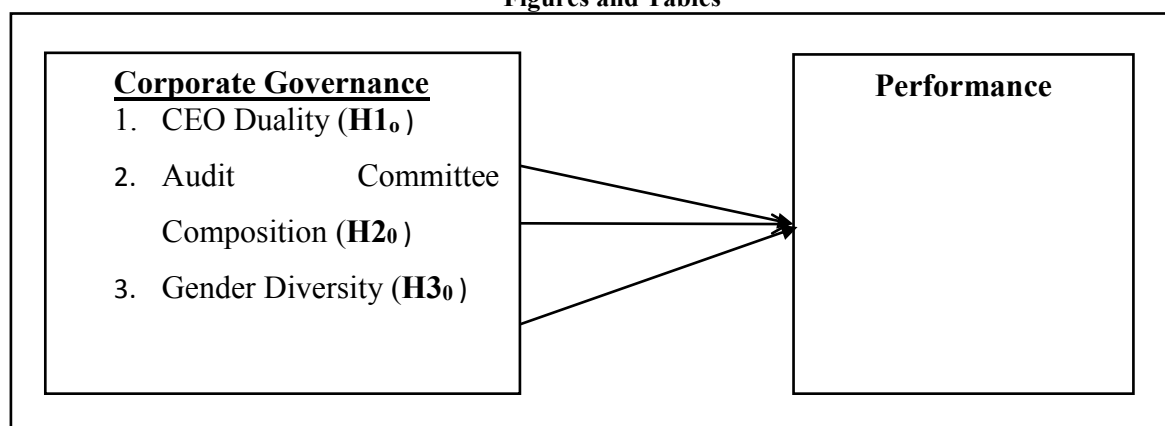 Figures and Tables
Corporate Governance
1. CEO Duality (H1₀)
2. Audit Committee
Composition (H2₀)
3. Gender Diversity (H3₀)
Performance